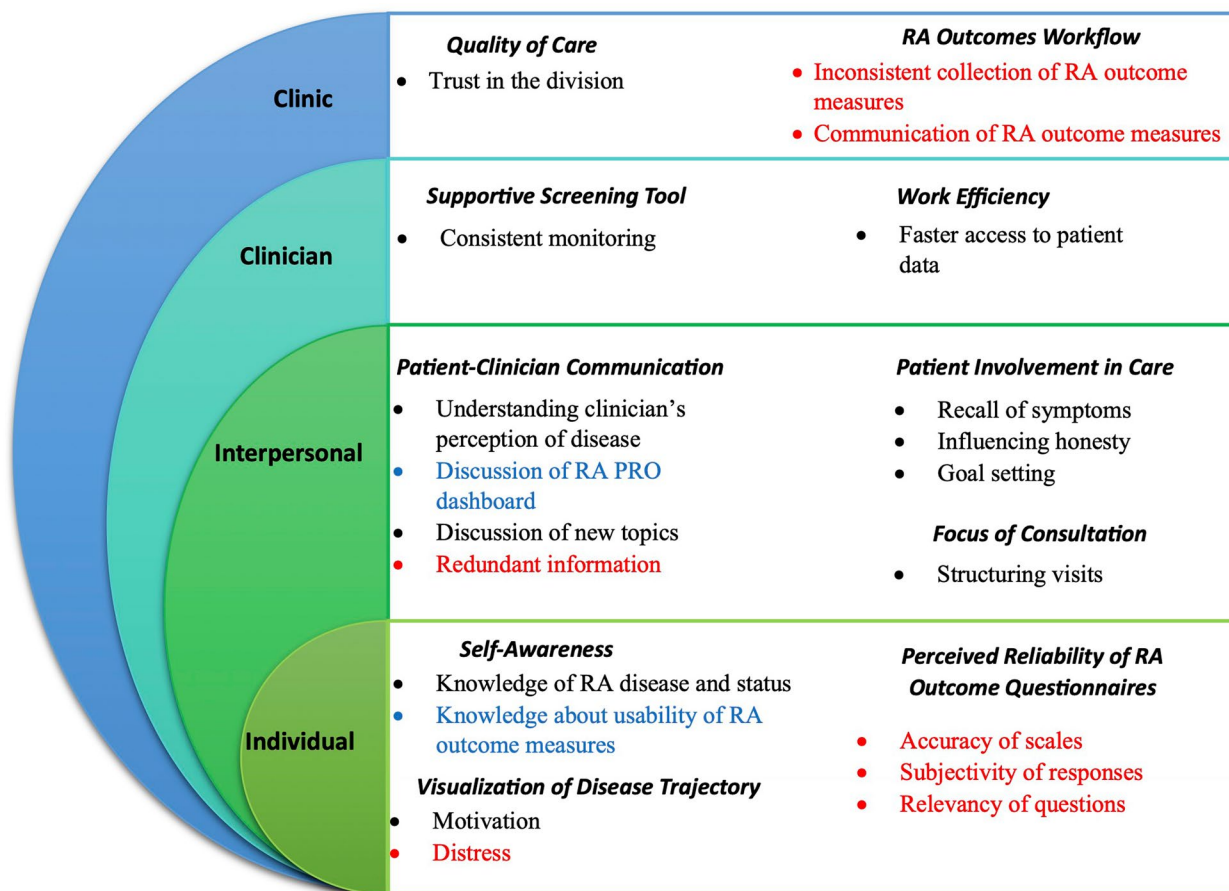 Clinic
Quality of Care
• Trust in the division
RA Outcomes Workflow
• Inconsistent collection of RA outcome
measures
• Communication of RA outcome measures
Clinician
Supportive Screening Tool
• Consistent monitoring
Work Efficiency
• Faster access to patient
data
Interpersonal
Patient-Clinician Communication
• Understanding clinician's
perception of disease
• Discussion of RA PRO
dashboard
• Discussion of new topics
• Redundant information
Patient Involvement in Care
• Recall of symptoms
• Influencing honesty
• Goal setting
Focus of Consultation
• Structuring visits
Individual
Self-Awareness
• Knowledge of RA disease and status
• Knowledge about usability of RA
outcome measures
Visualization of Disease Trajectory
• Motivation
• Distress
Perceived Reliability of RA
Outcome Questionnaires
• Accuracy of scales
• Subjectivity of responses
• Relevancy of questions